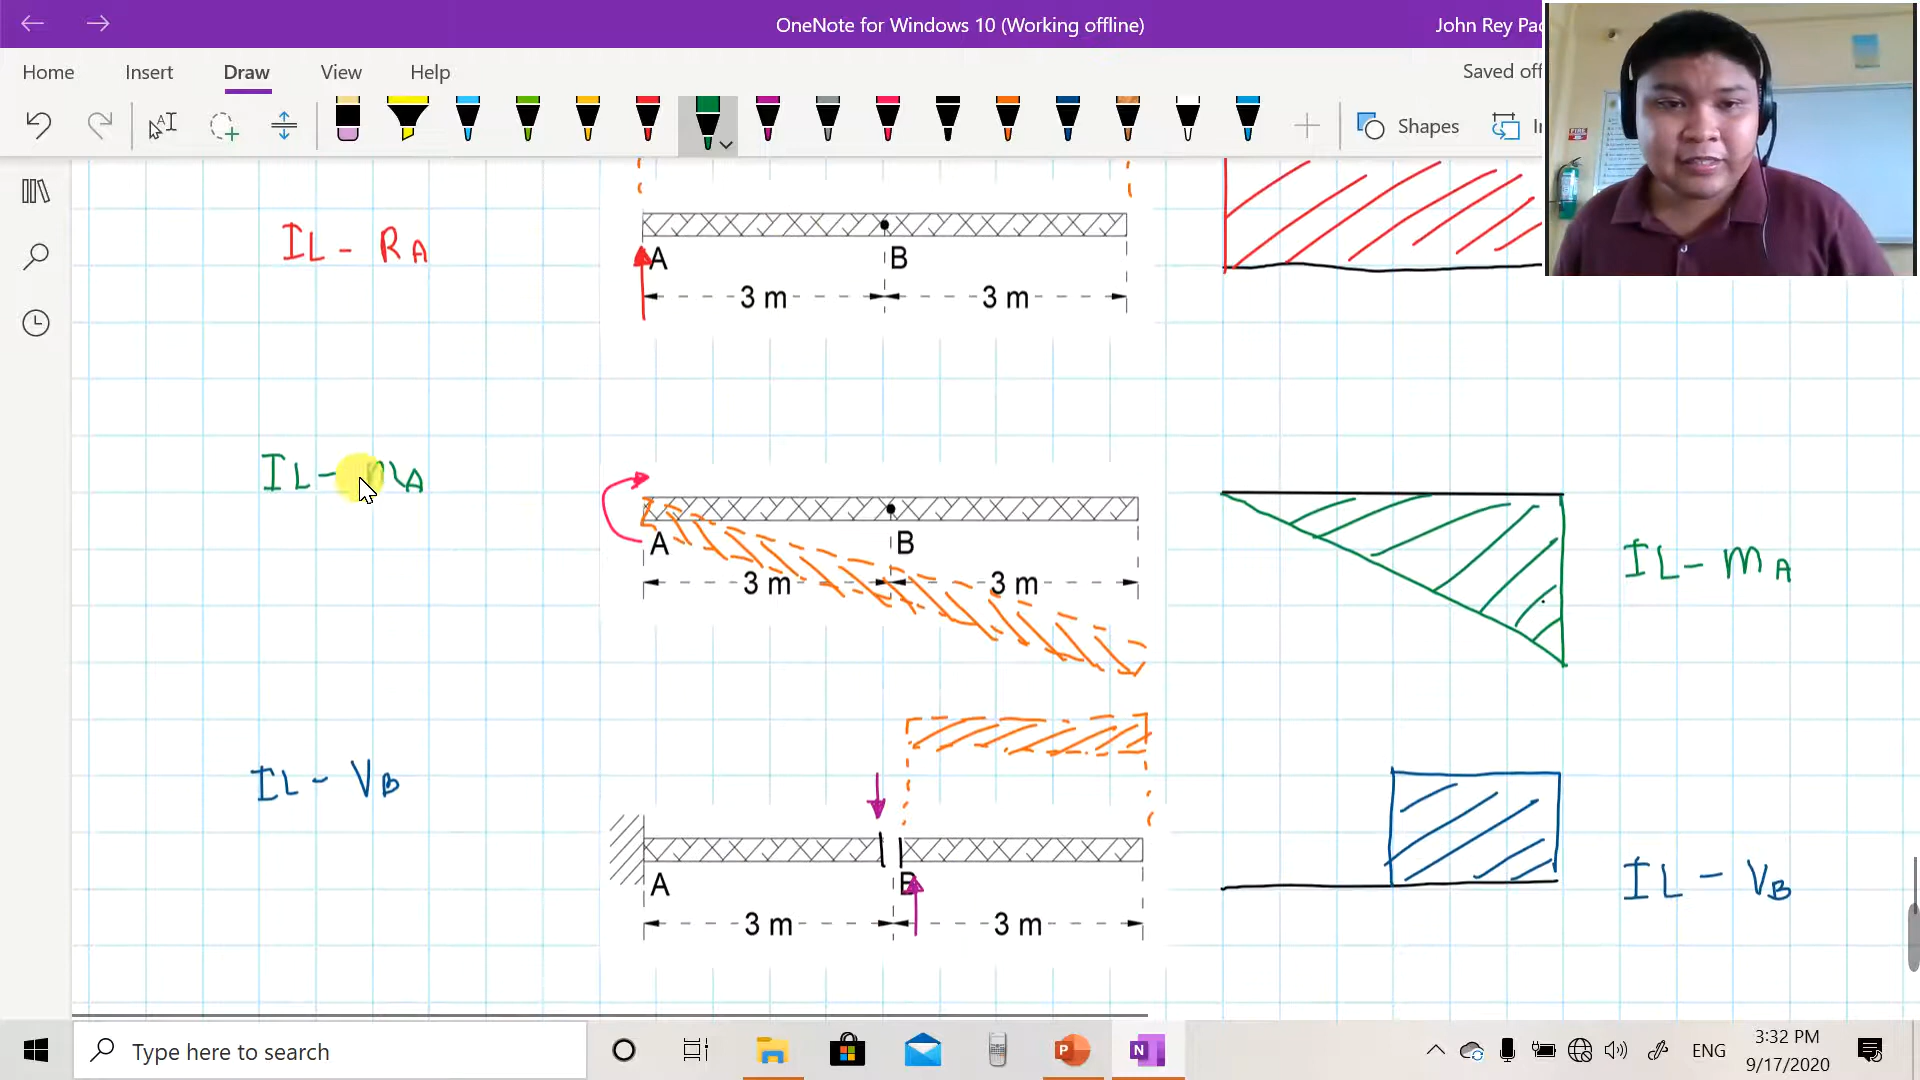 OneNote for Windows 10 (Working offline)
John Rey Pac
Home Insert Draw View Help
Saved off
Shapes
FIRE
IL - RA
A B
3 m 3 m
IL - MA
A B
3 m 3 m
IL - MA
IL - VB
A B
3 m 3 m
IL - VB
Type here to search
ENG
3:32 PM
9/17/2020